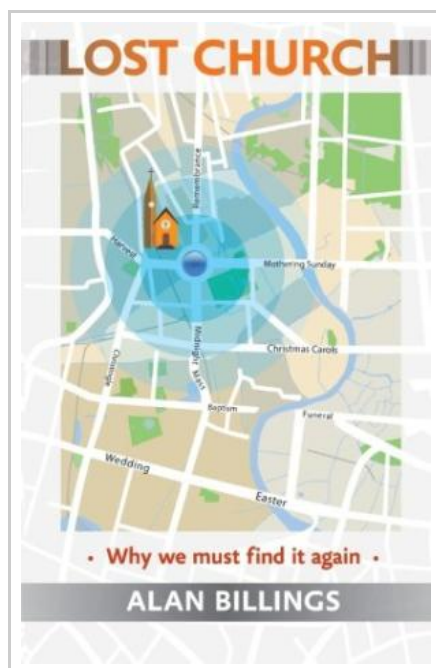 LOST CHURCH
Remembrance
Harvest
Mothering Sunday
Midnight Mass
Christmas Carols
Christingle
Baptism
Funeral
Wedding
Easter
• Why we must find it again •
ALAN BILLINGS